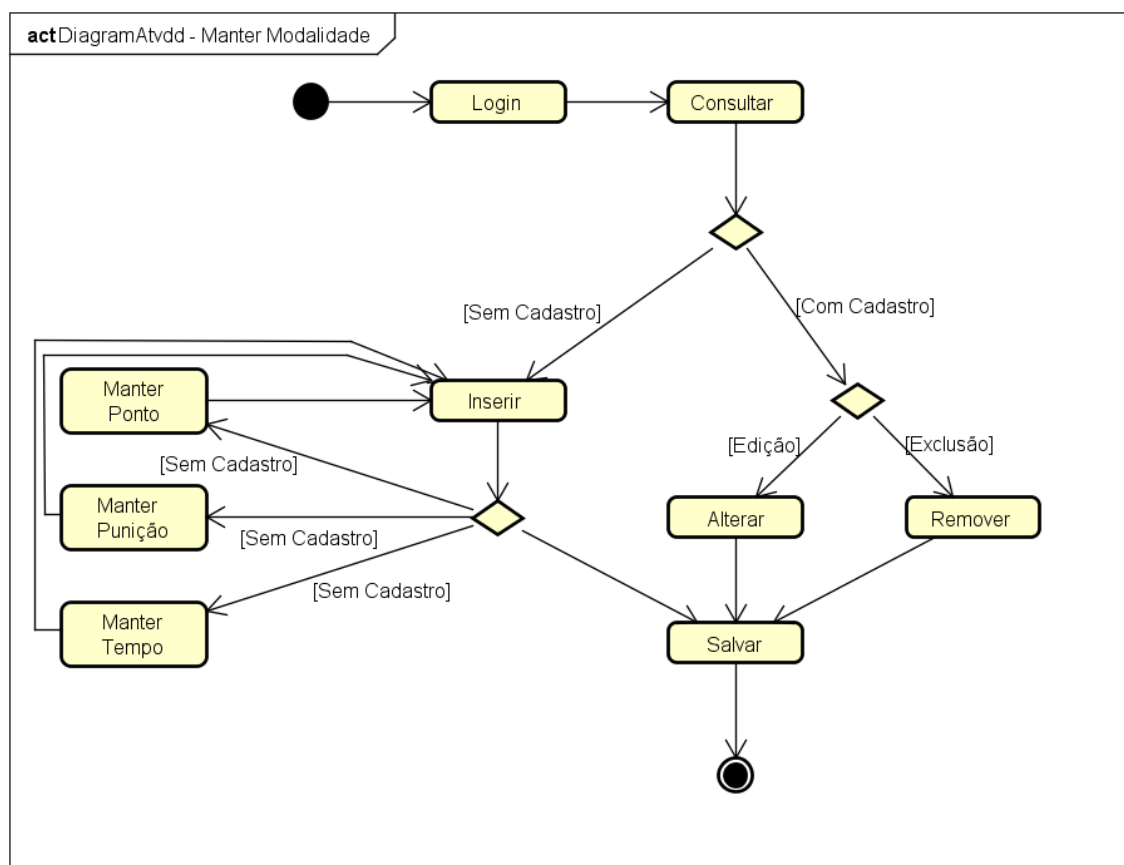 act DiagramAtvdd - Manter Modalidade
Login
Consultar
[Sem Cadastro]
[Com Cadastro]
Manter
Ponto
Inserir
[Sem Cadastro]
[Edição]
[Exclusão]
Manter
Punição
[Sem Cadastro]
Alterar
Remover
[Sem Cadastro]
Manter
Tempo
Salvar